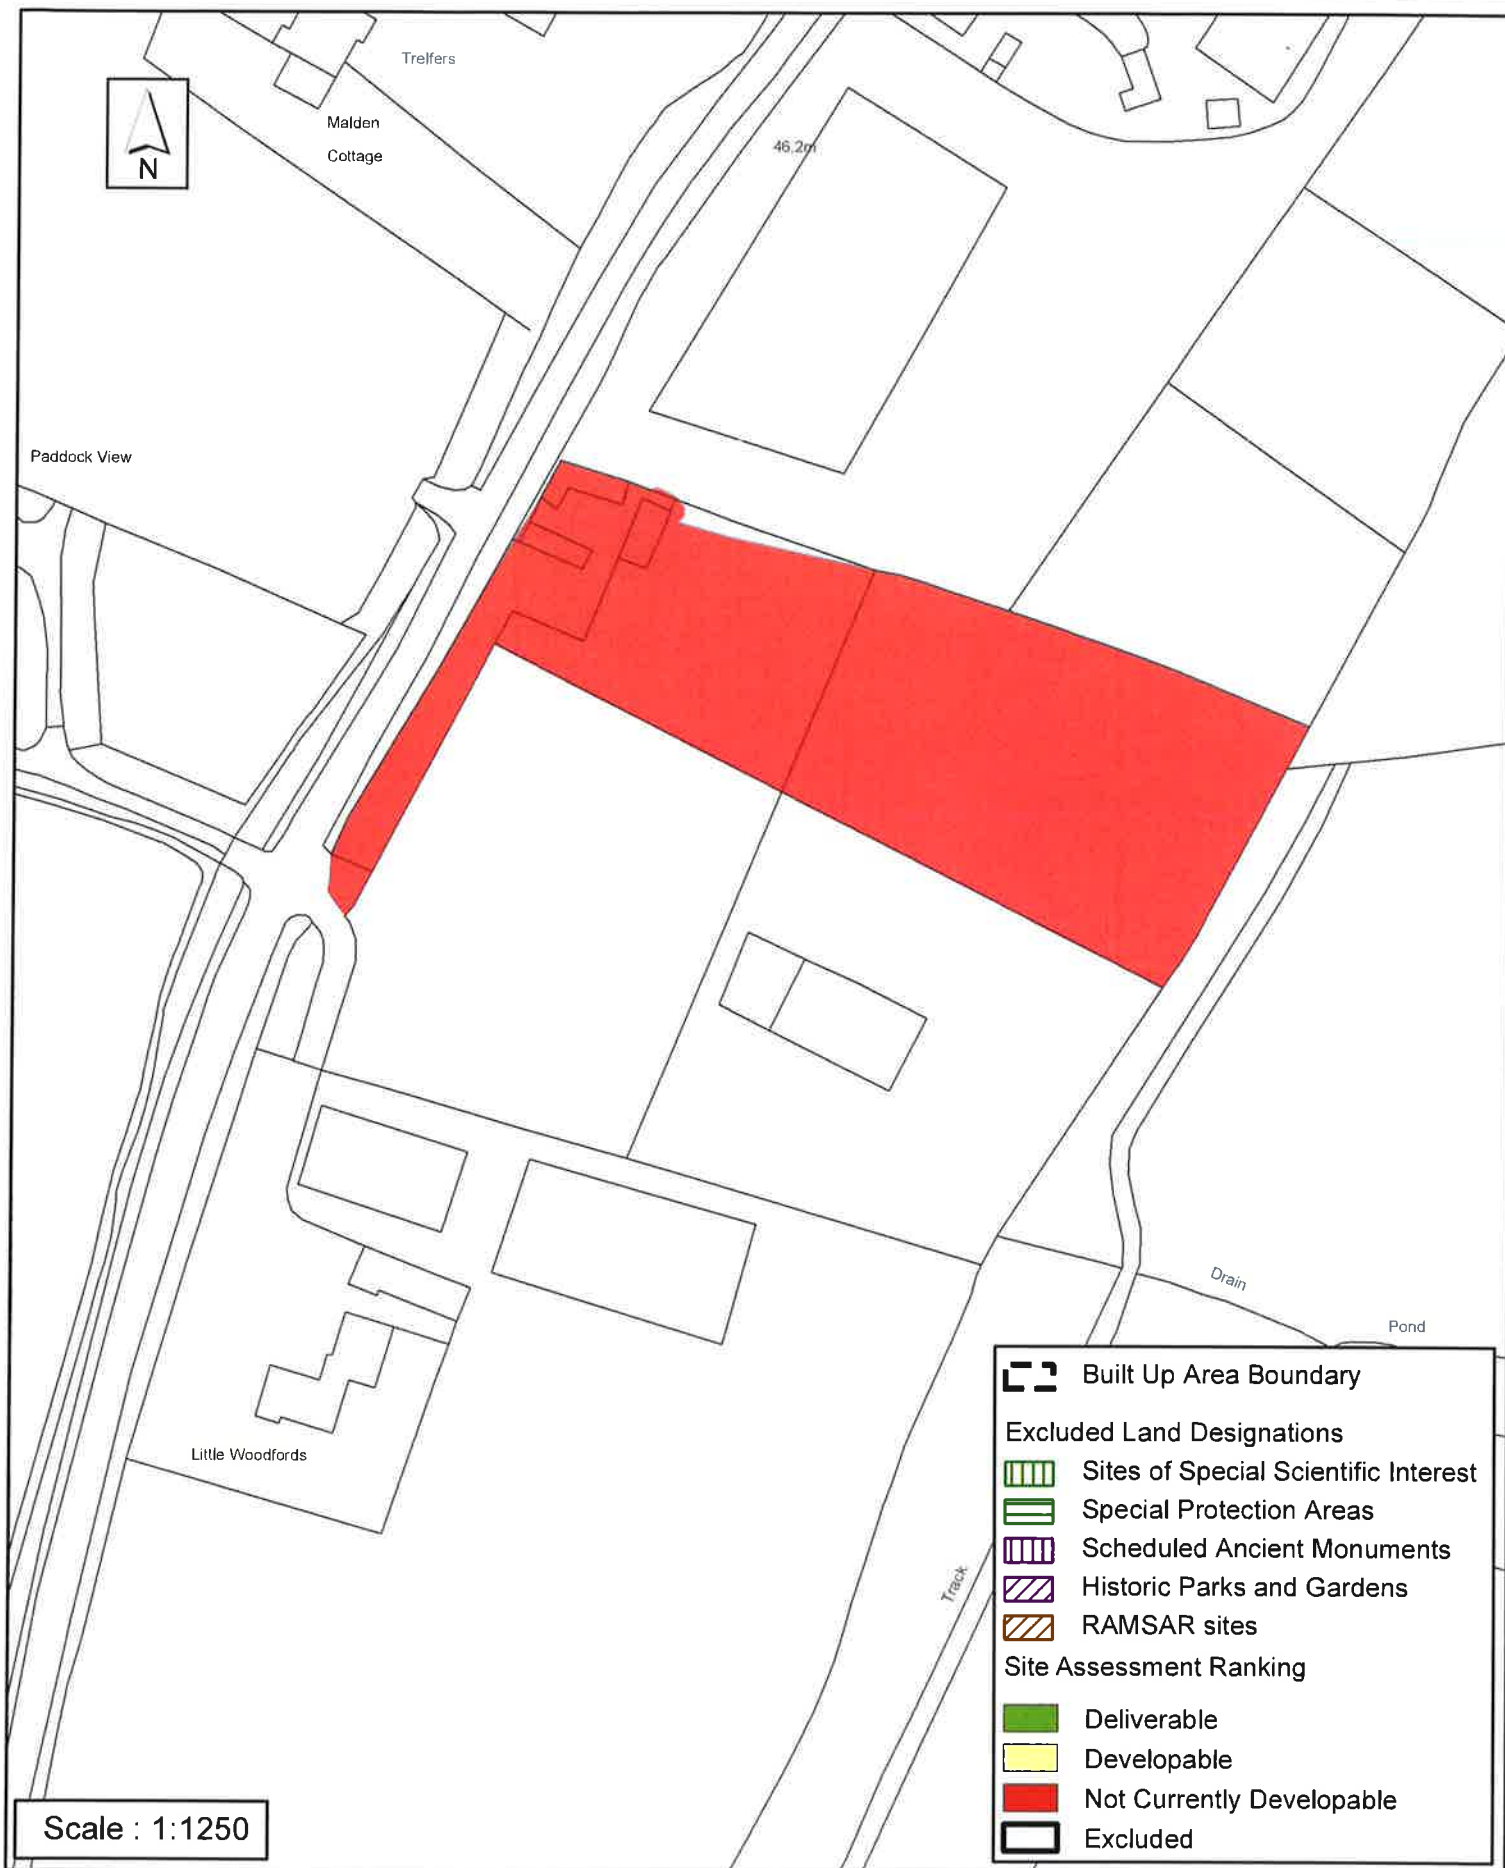 Trelfers
Malden
Cottage
N
46.2m
Paddock View
Drain
Pond
Little Woodfords
Track
Built Up Area Boundary
Excluded Land Designations
Sites of Special Scientific Interest
Special Protection Areas
Scheduled Ancient Monuments
Historic Parks and Gardens
RAMSAR sites
Site Assessment Ranking
Deliverable
Developable
Not Currently Developable
Excluded
Scale : 1:1250